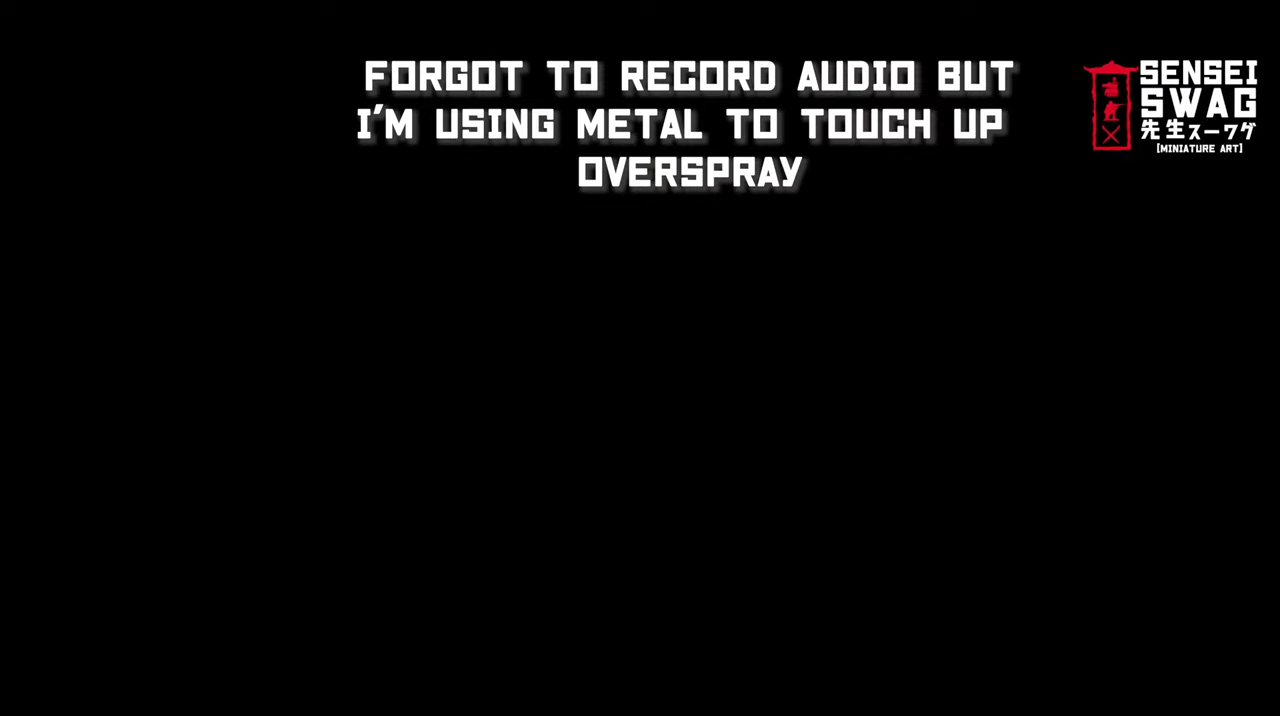 FORGOT TO RECORD AUDIO BUT
I'M USING METAL TO TOUCH UP
OVERSPRAY
SENSEI
SWAG
先生スーワグ
[MINIATURE ART]